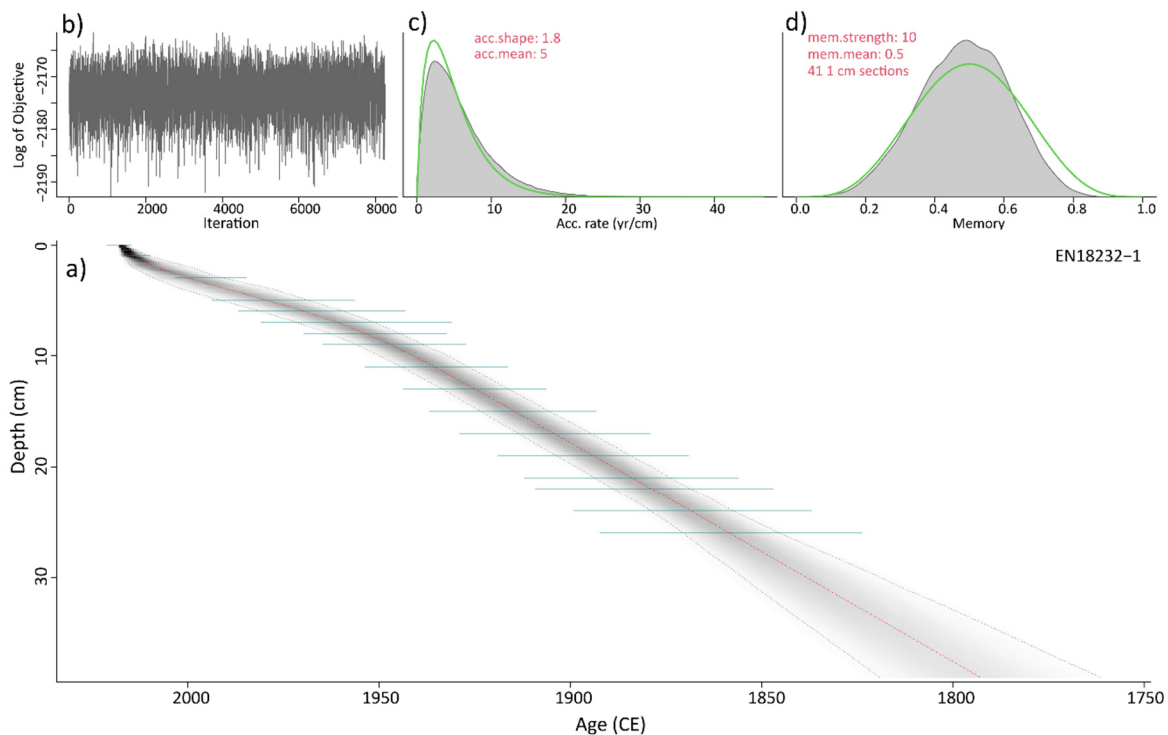 b)
Log of Objective
−2170
−2180
−2190
0
2000
4000
6000
8000
Iteration
c)
acc.shape: 1.8
acc.mean: 5
0
10
20
30
40
Acc. rate (yr/cm)
d)
mem.strength: 10
mem.mean: 0.5
41 1 cm sections
0.0
0.2
0.4
0.6
0.8
1.0
Memory
a)
EN18232−1
Depth (cm)
0
10
20
30
2000
1950
1900
1850
1800
1750
Age (CE)